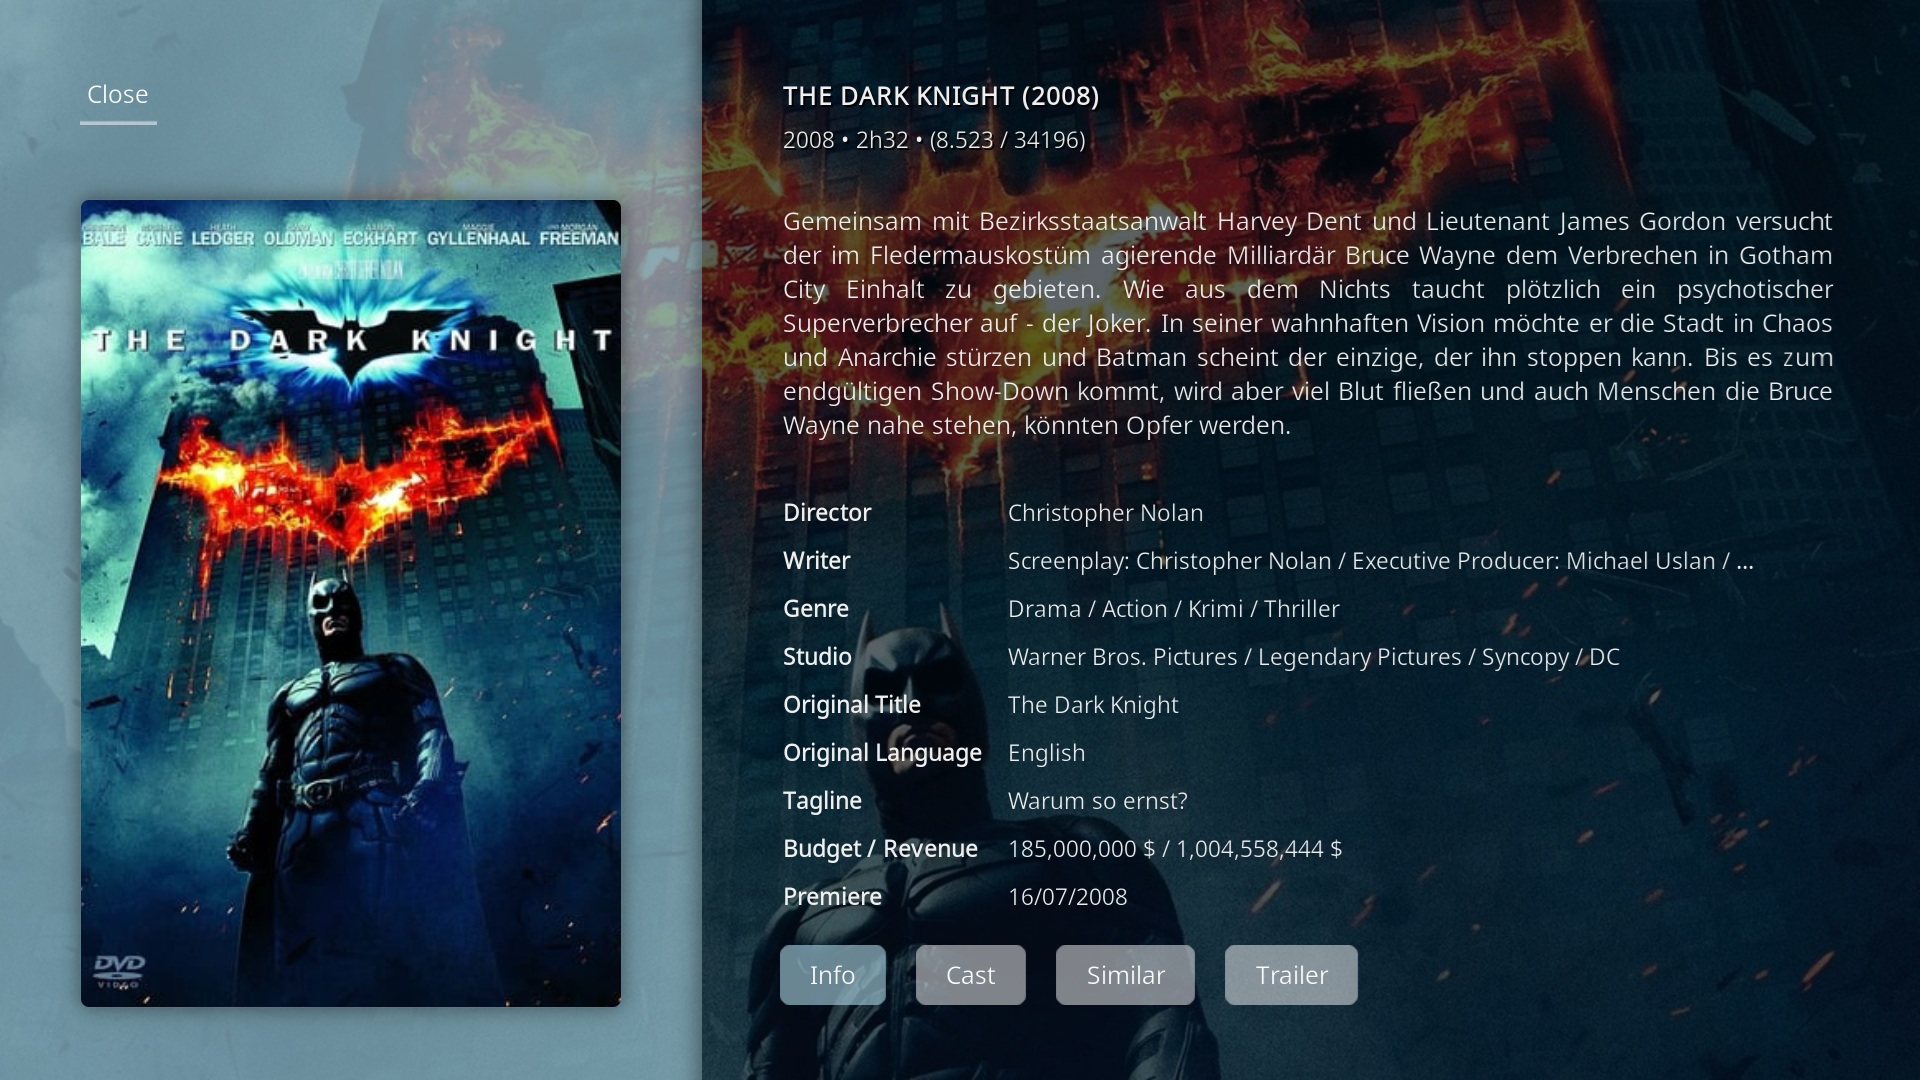 Close
BALE CAINE LEDGER OLDMAN ECKHART GYLLENHAAL FREEMAN
THE DARK KNIGHT
DVD
VIDEO
THE DARK KNIGHT (2008)
2008 • 2h32 • (8.523 / 34196)
Gemeinsam mit Bezirksstaatsanwalt Harvey Dent und Lieutenant James Gordon versucht
der im Fledermauskostüm agierende Milliardär Bruce Wayne dem Verbrechen in Gotham
City Einhalt zu gebieten. Wie aus dem Nichts taucht plötzlich ein psychotischer
Superverbrecher auf - der Joker. In seiner wahnhaften Vision möchte er die Stadt in Chaos
und Anarchie stürzen und Batman scheint der einzige, der ihn stoppen kann. Bis es zum
endgültigen Show-Down kommt, wird aber viel Blut fließen und auch Menschen die Bruce
Wayne nahe stehen, könnten Opfer werden.
Director Christopher Nolan
Writer Screenplay: Christopher Nolan / Executive Producer: Michael Uslan / ...
Genre Drama / Action / Krimi / Thriller
Studio Warner Bros. Pictures / Legendary Pictures / Syncopy / DC
Original Title The Dark Knight
Original Language English
Tagline Warum so ernst?
Budget / Revenue 185,000,000 $ / 1,004,558,444 $
Premiere 16/07/2008
Info Cast Similar Trailer